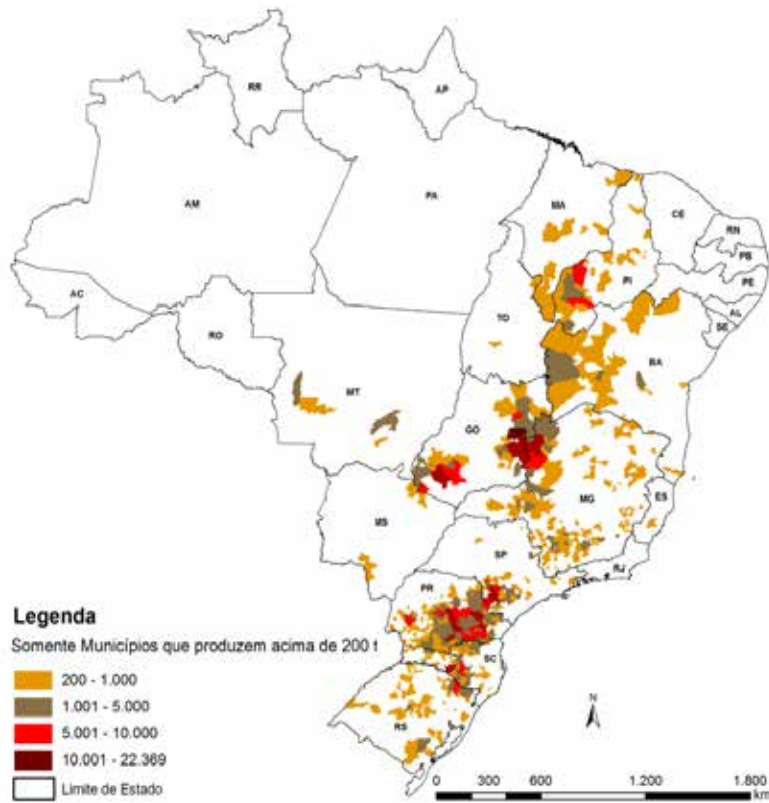 RR
AP
AM
PA
MA
CE
RN
PB
PE
PI
AC
TO
AL
SE
RO
BA
MT
GO
MG
ES
MS
SP
RJ
PR
SC
RS
Legenda
Somente Municípios que produzem acima de 200 t
200 - 1.000
1.001 - 5.000
5.001 - 10.000
10.001 - 22.369
Limite de Estado
N
0 300 600 1.200 1.800
km